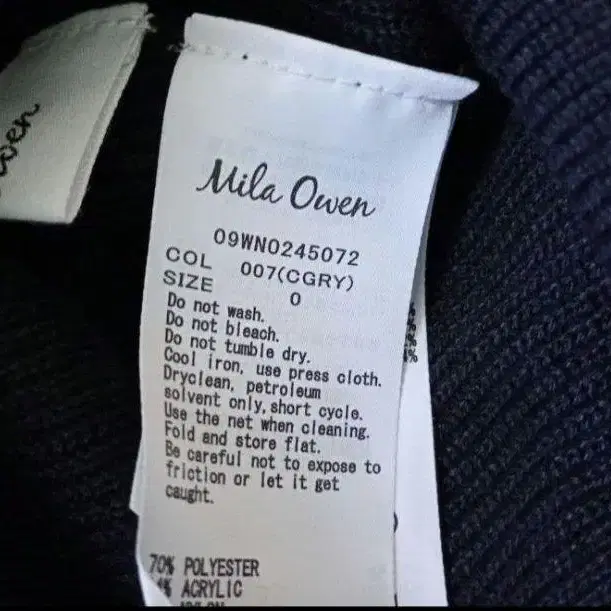 Mila Owen
09WN0245072
COL 007(CGRY)
SIZE 0
Do not wash.
Do not bleach.
Do not tumble dry.
Cool iron, use press cloth.
Dryclean, petroleum
solvent only,short cycle.
Use the net when cleaning.
Fold and store flat.
Be careful not to expose to
friction or let it get
caught.
70% POLYESTER
% ACRYLIC